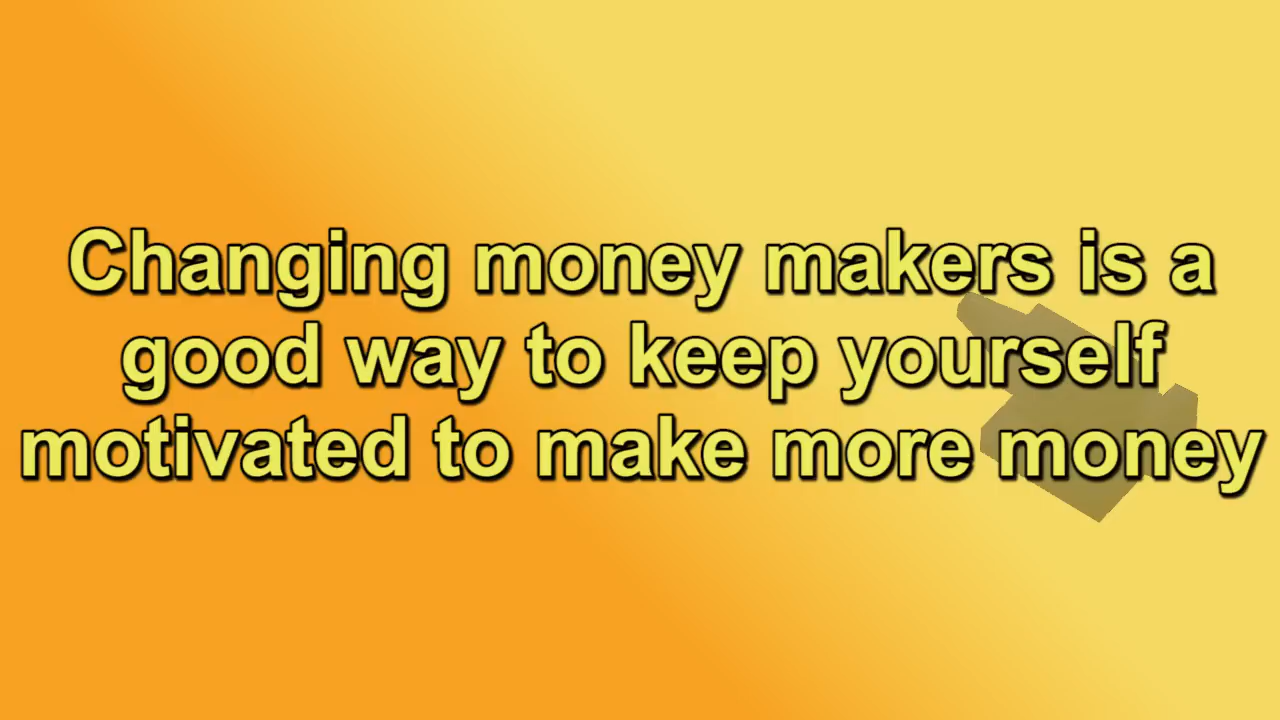 Changing money makers is a
good way to keep yourself
motivated to make more money